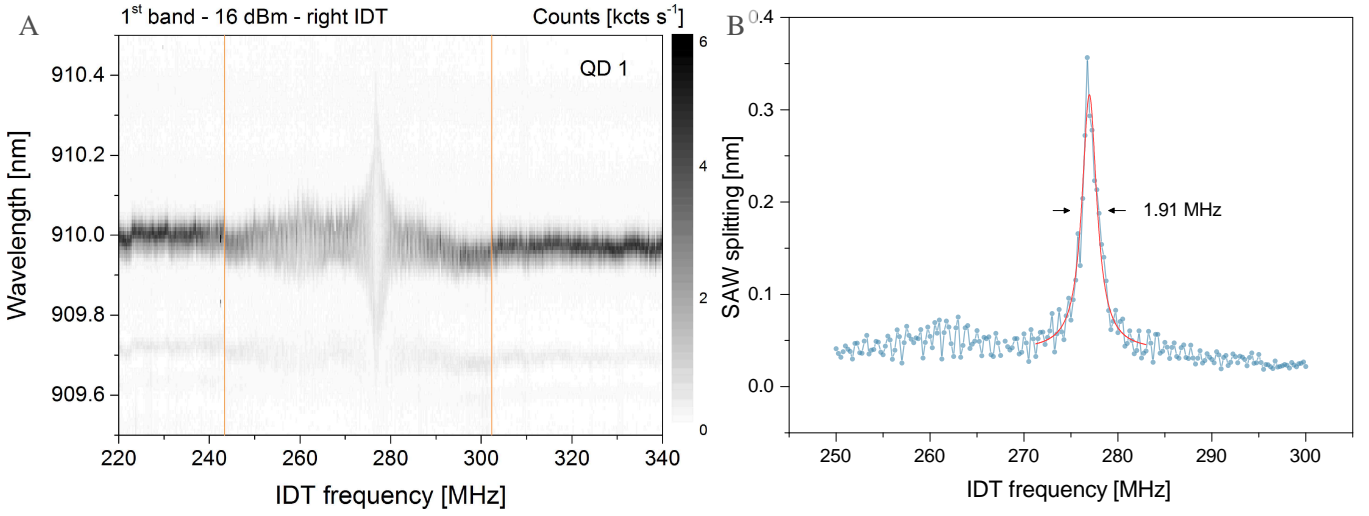 A
1st band - 16 dBm - right IDT
Counts [kcts s-1]
QD 1
910.4
910.2
910.0
909.8
909.6
Wavelength [nm]
220 240 260 280 300 320 340
IDT frequency [MHz]
6
4
2
0
B
0.4
0.3
0.2
0.1
0.0
SAW splitting [nm]
1.91 MHz
250 260 270 280 290 300
IDT frequency [MHz]